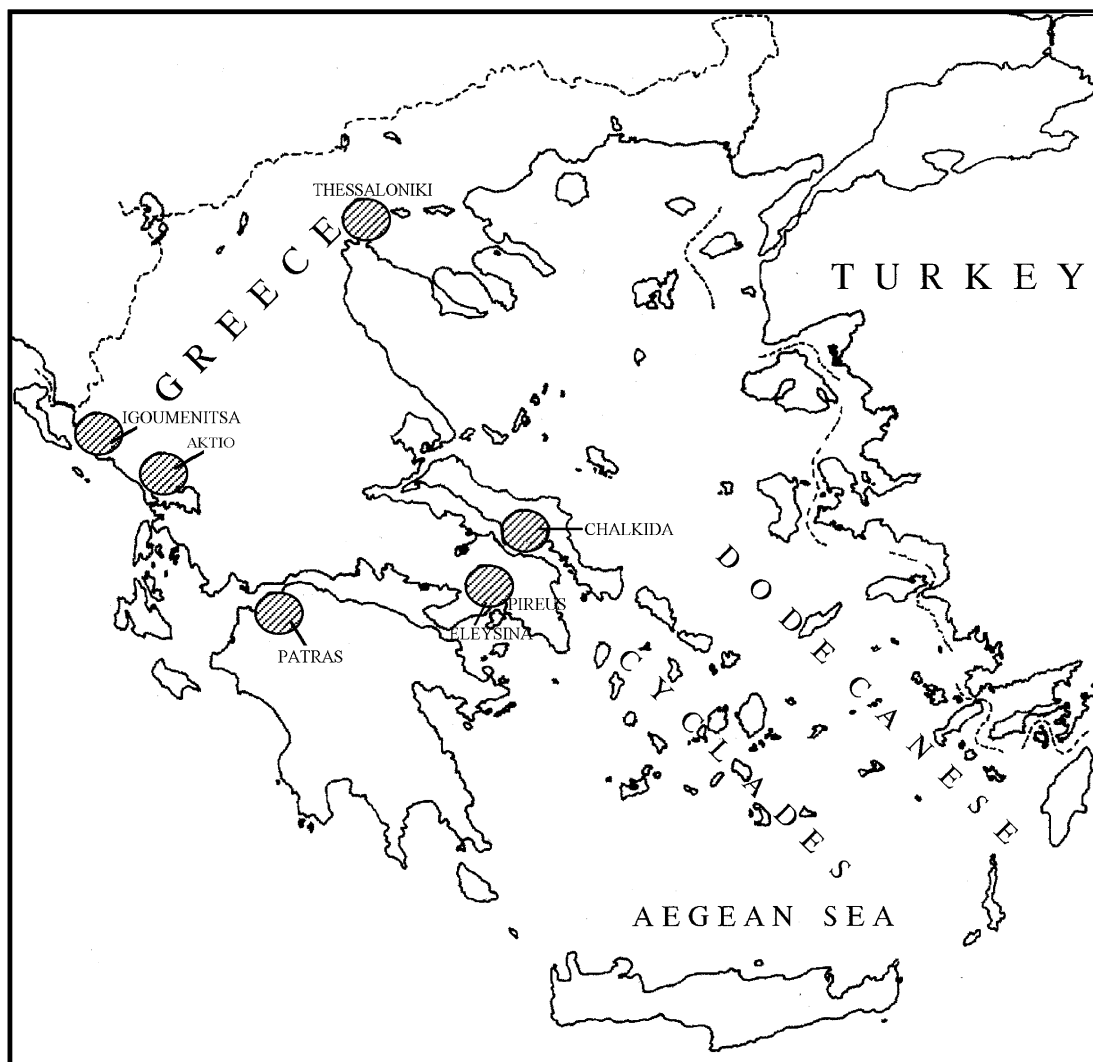 THESSALONIKI
GREECE
TURKEY
IGOUMENITSA
AKTIO
CHALKIDA
PIREUS
ELEYSINA
PATRAS
DODECANESE
CYCLADES
AEGEAN SEA